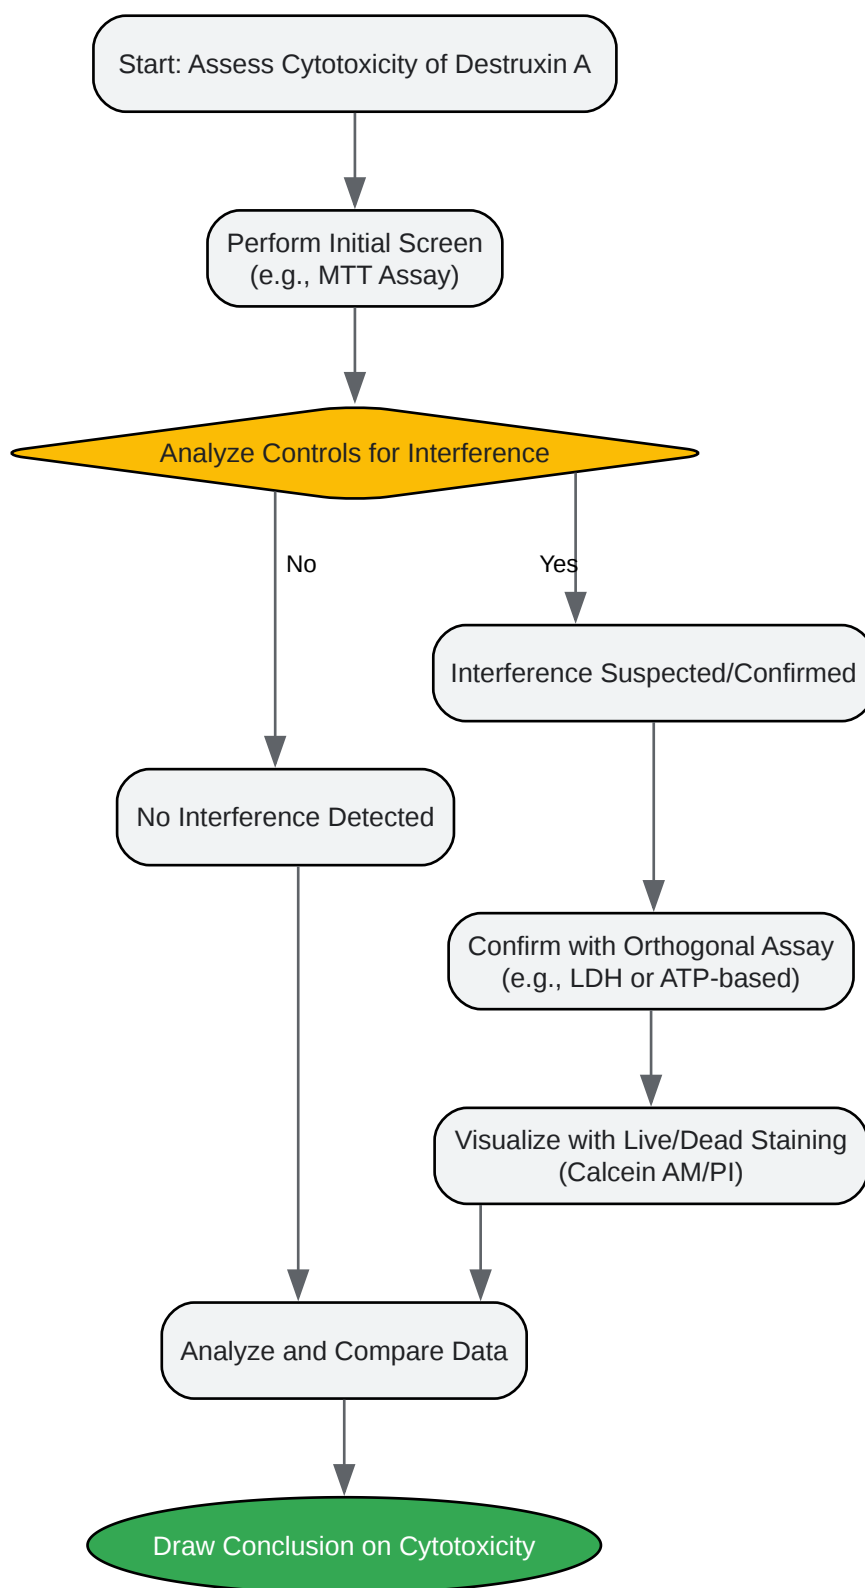 Start: Assess Cytotoxicity of Destruxin A
Perform Initial Screen
(e.g., MTT Assay)
Analyze Controls for Interference
No
Yes
Interference Suspected/Confirmed
No Interference Detected
Confirm with Orthogonal Assay
(e.g., LDH or ATP-based)
Visualize with Live/Dead Staining
(Calcein AM/PI)
Analyze and Compare Data
Draw Conclusion on Cytotoxicity